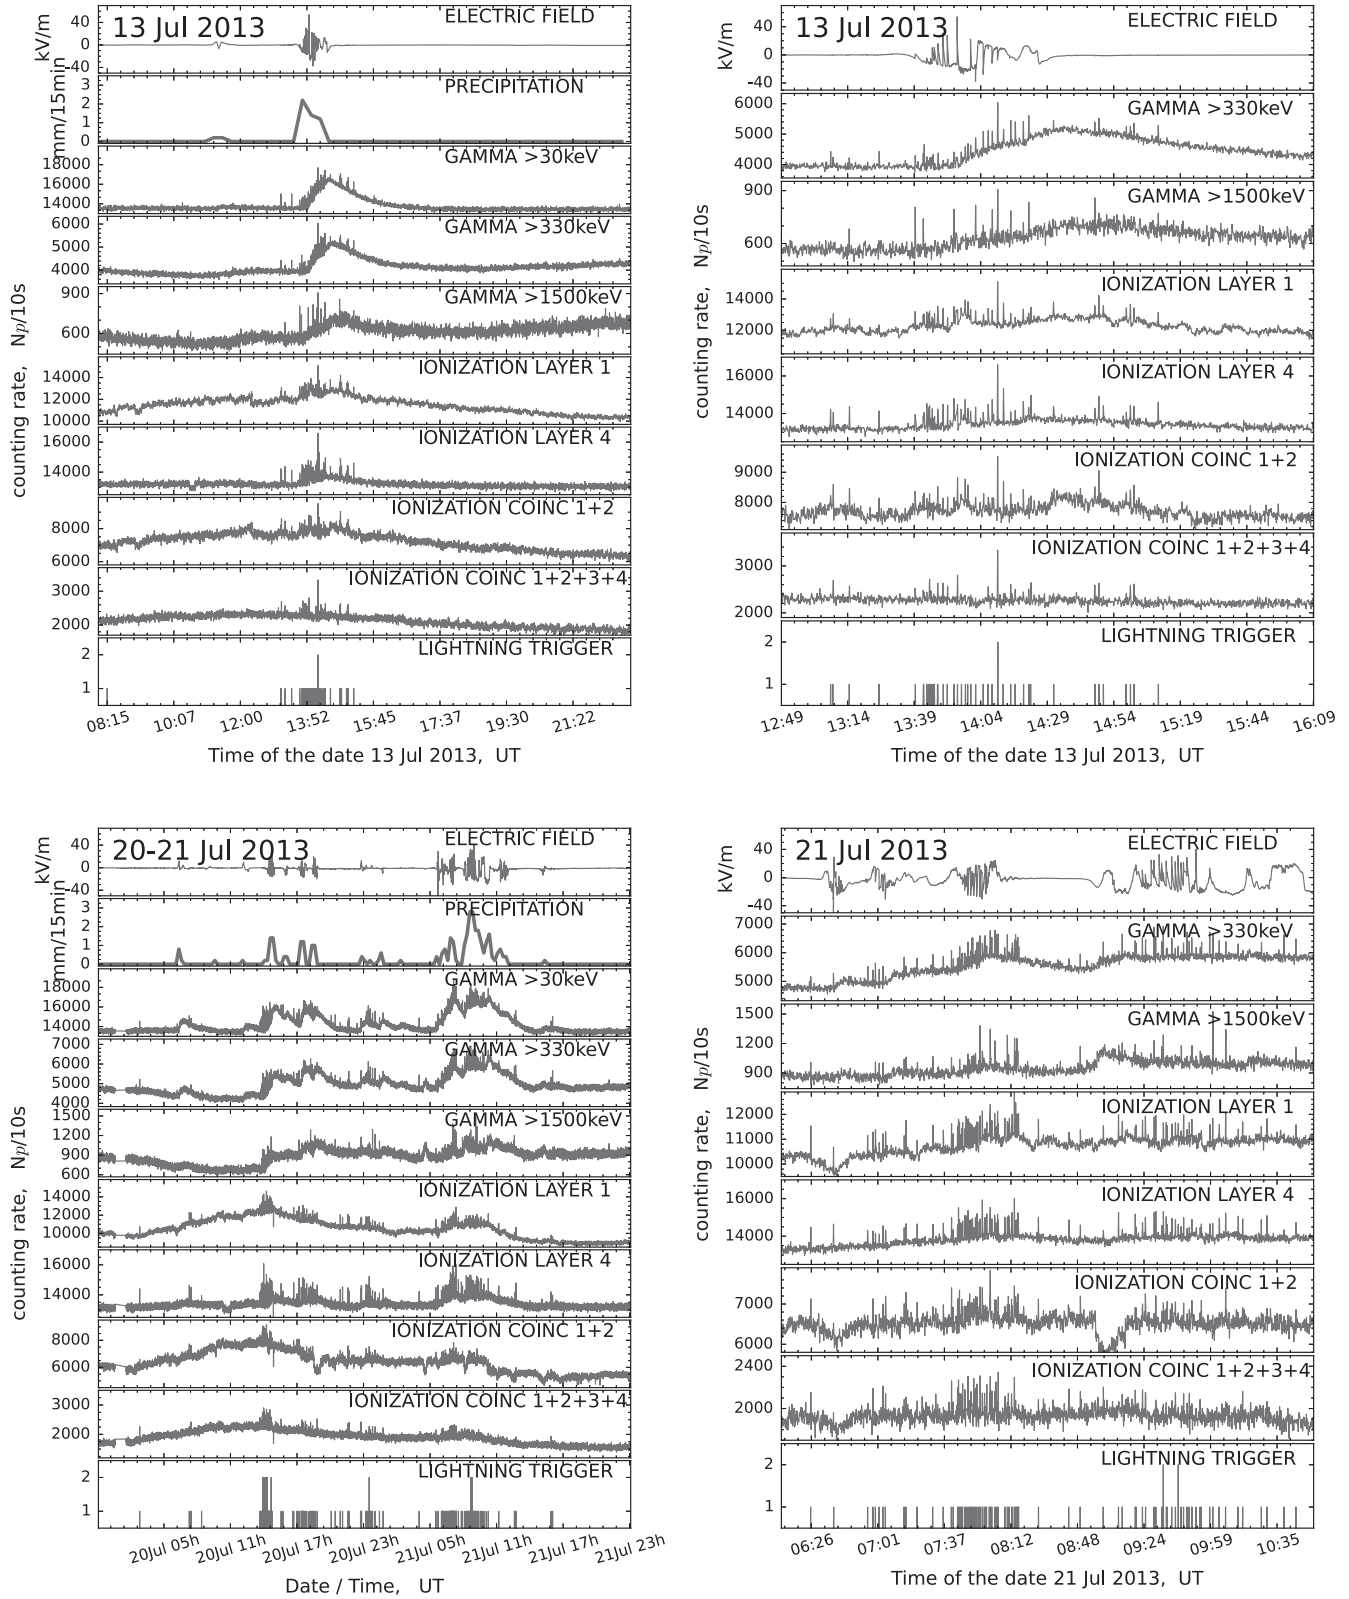 13 Jul 2013
ELECTRIC FIELD
kV/m
40
0
-40
PRECIPITATION
mm/15min
3
2
1
0
GAMMA >30keV
18000
16000
14000
GAMMA >330keV
6000
5000
4000
GAMMA >1500keV
900
600
IONIZATION LAYER 1
14000
12000
10000
IONIZATION LAYER 4
16000
14000
IONIZATION COINC 1+2
8000
6000
IONIZATION COINC 1+2+3+4
3000
2000
LIGHTNING TRIGGER
2
1
counting rate, Np/10s
08:15 10:07 12:00 13:52 15:45 17:37 19:30 21:22
Time of the date 13 Jul 2013, UT
13 Jul 2013
ELECTRIC FIELD
kV/m
40
0
-40
GAMMA >330keV
6000
5000
4000
GAMMA >1500keV
900
600
IONIZATION LAYER 1
14000
12000
IONIZATION LAYER 4
16000
14000
IONIZATION COINC 1+2
9000
8000
IONIZATION COINC 1+2+3+4
3000
2000
LIGHTNING TRIGGER
2
1
counting rate, Np/10s
12:49 13:14 13:39 14:04 14:29 14:54 15:19 15:44 16:09
Time of the date 13 Jul 2013, UT
20-21 Jul 2013
ELECTRIC FIELD
kV/m
40
0
-40
PRECIPITATION
mm/15min
3
2
1
0
GAMMA >30keV
18000
16000
14000
GAMMA >330keV
7000
6000
5000
4000
GAMMA >1500keV
1500
1200
900
600
IONIZATION LAYER 1
14000
12000
10000
IONIZATION LAYER 4
16000
14000
IONIZATION COINC 1+2
8000
6000
IONIZATION COINC 1+2+3+4
3000
2000
LIGHTNING TRIGGER
2
1
counting rate, Np/10s
20Jul 05h 20Jul 11h 20Jul 17h 20Jul 23h 21Jul 05h 21Jul 11h 21Jul 17h 21Jul 23h
Date / Time, UT
21 Jul 2013
ELECTRIC FIELD
kV/m
40
0
-40
GAMMA >330keV
7000
6000
5000
GAMMA >1500keV
1500
1200
900
IONIZATION LAYER 1
12000
11000
10000
IONIZATION LAYER 4
16000
14000
IONIZATION COINC 1+2
7000
6000
IONIZATION COINC 1+2+3+4
2400
2000
LIGHTNING TRIGGER
2
1
counting rate, Np/10s
06:26 07:01 07:37 08:12 08:48 09:24 09:59 10:35
Time of the date 21 Jul 2013, UT